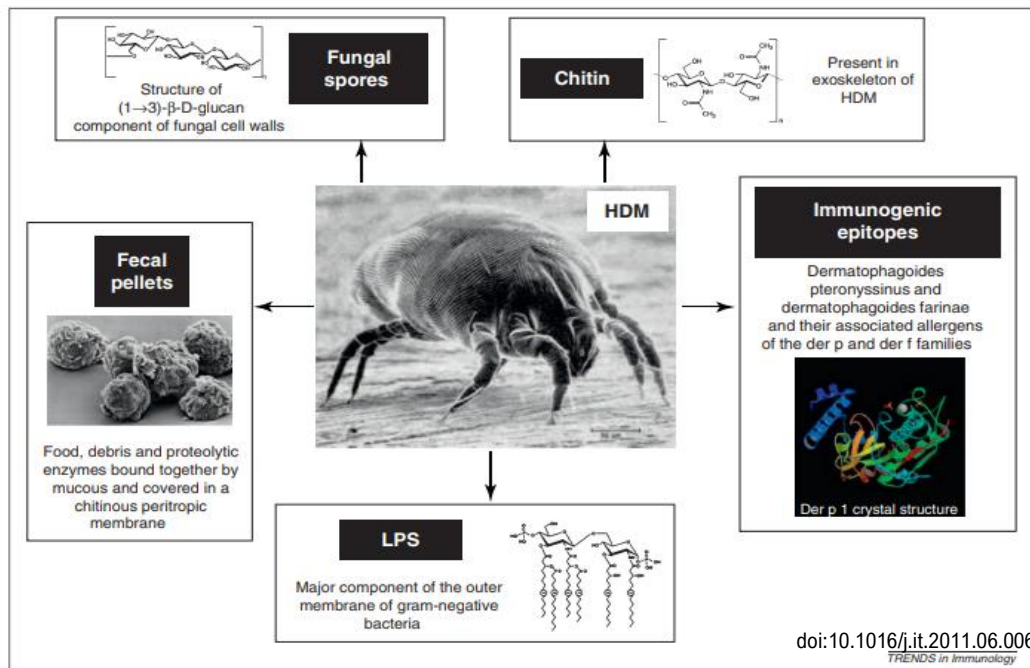 Fungal
spores
Structure of
(1→3)-β-D-glucan
component of fungal cell walls
Chitin
Present in
exoskeleton of
HDM
HDM
Fecal
pellets
Food, debris and proteolytic
enzymes bound together by
mucous and covered in a
chitinous peritropic
membrane
Immunogenic
epitopes
Dermatophagoides
pteronyssinus and
dermatophagoides farinae
and their associated allergens
of the der p and der f families
Der p 1 crystal structure
LPS
Major component of the outer
membrane of gram-negative
bacteria
doi:10.1016/j.it.2011.06.006
TRENDS in Immunology